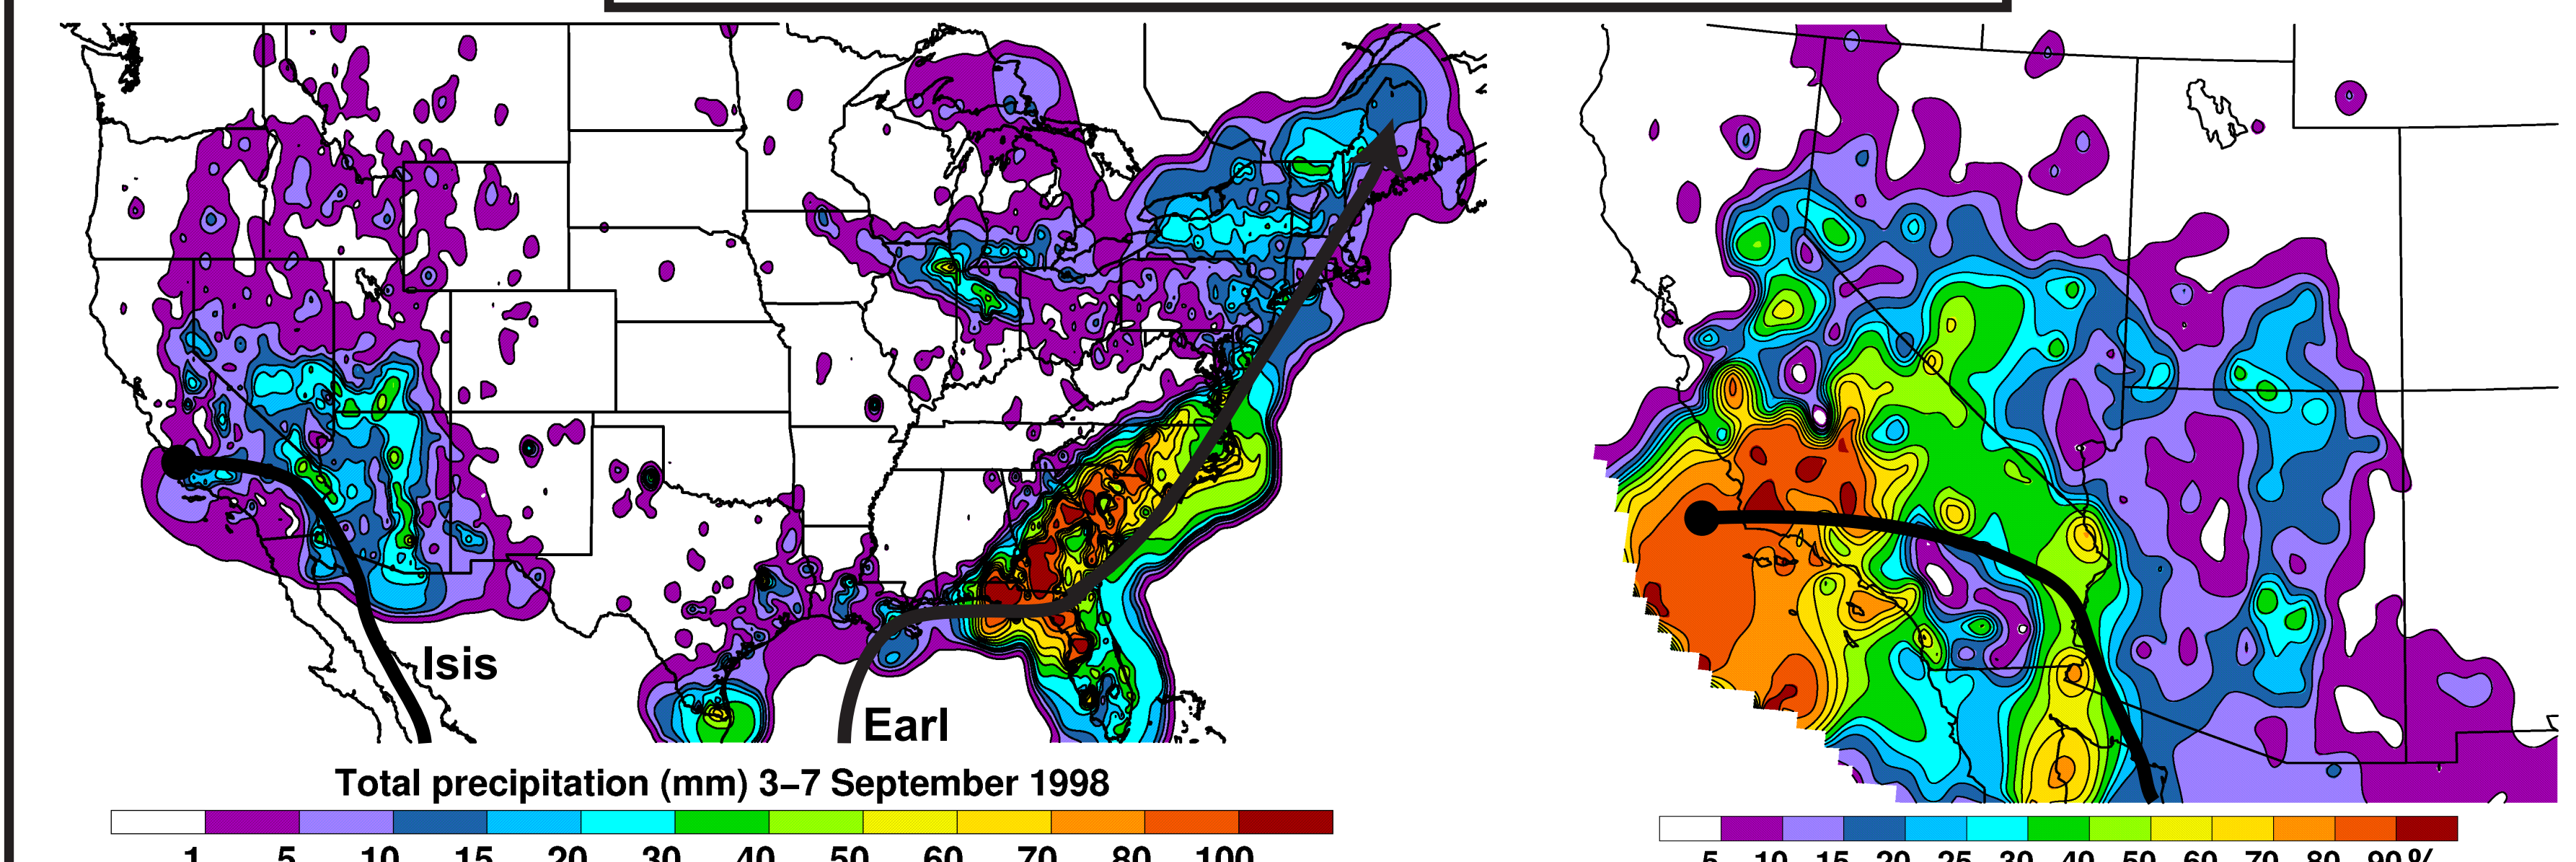 Isis
Earl
Total precipitation (mm) 3–7 September 1998
1 5 10 15 20 30 40 50 60 70 80 100
5 10 15 20 25 30 40 50 60 70 80 90%